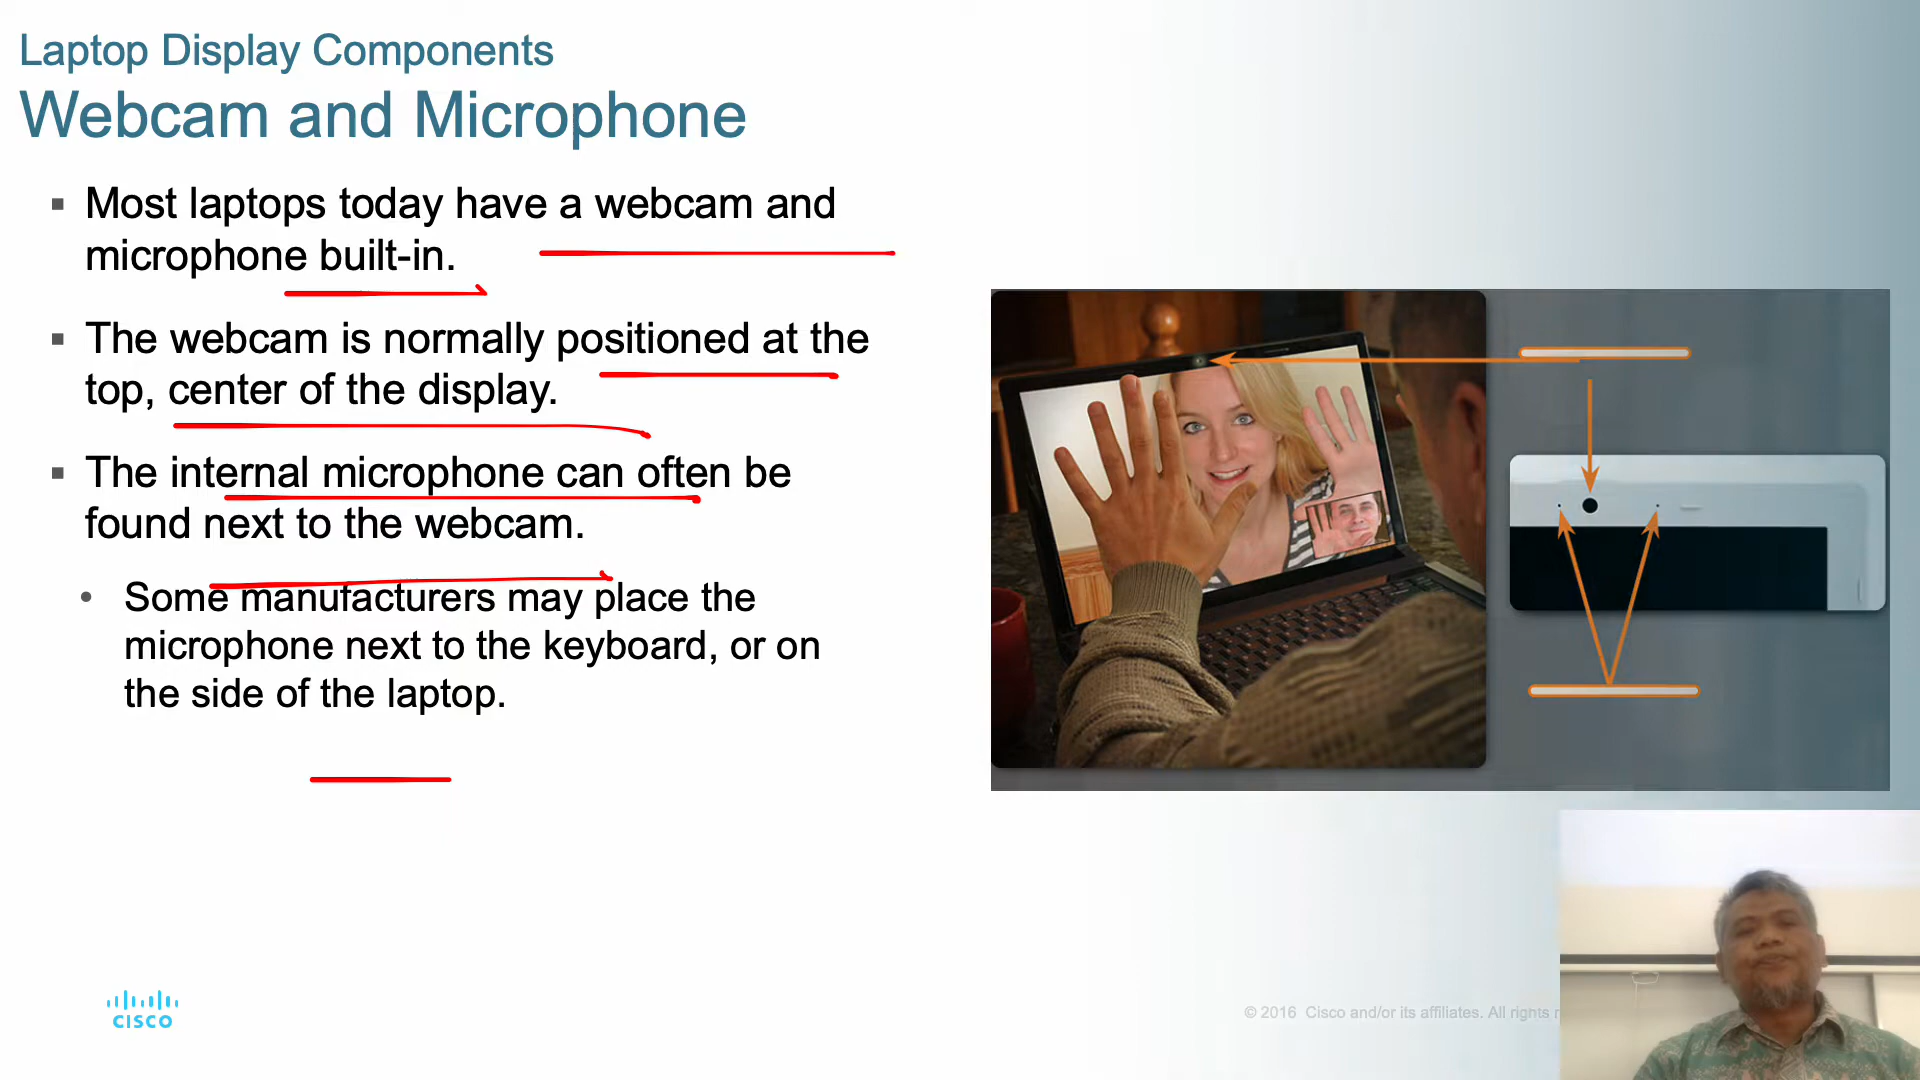 Laptop Display Components
Webcam and Microphone
Most laptops today have a webcam and
microphone built-in.
The webcam is normally positioned at the
top, center of the display.
The internal microphone can often be
found next to the webcam.
Some manufacturers may place the
microphone next to the keyboard, or on
the side of the laptop.
CISCO
© 2016 Cisco and/or its affiliates. All rights